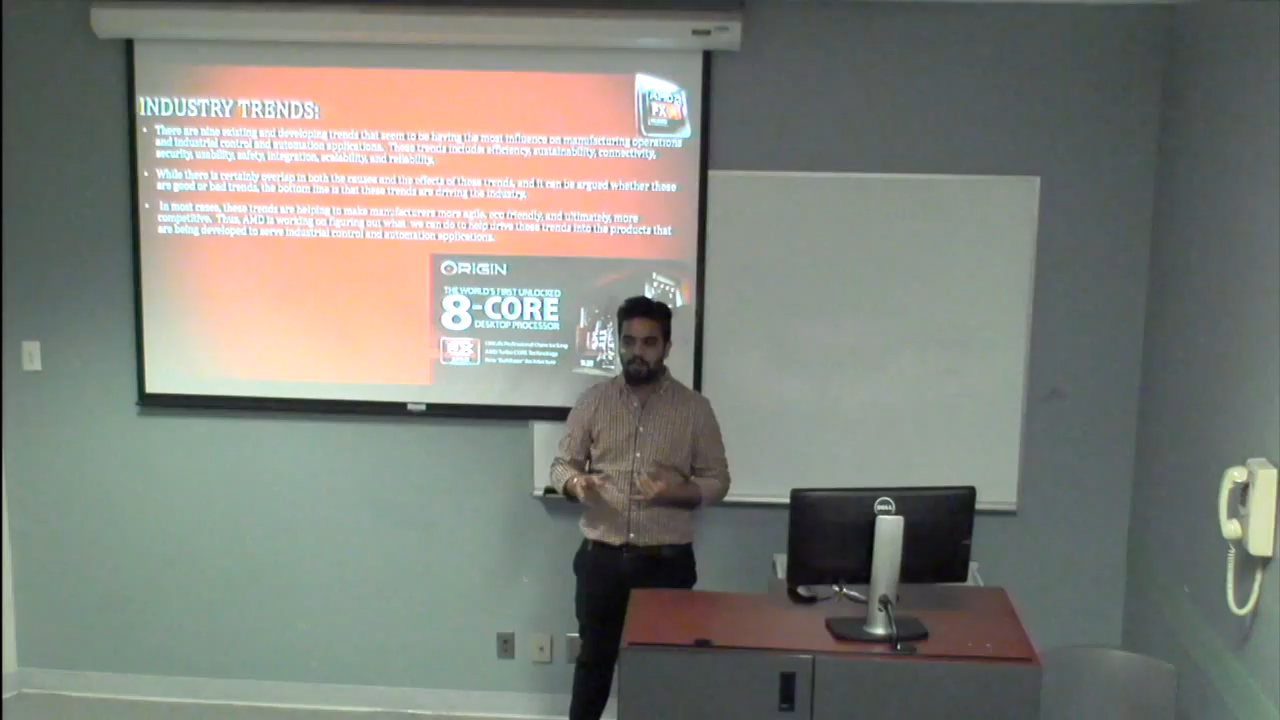 INDUSTRY TRENDS:
AMD
FX
• There are nine existing and developing trends that seem to be having the most influence on manufacturing operations
and industrial control and automation applications. These trends include: efficiency, sustainability, connectivity,
security, usability, safety, integration, scalability, and reliability.
• While there is certainly overlap in both the causes and the effects of these trends, and it can be argued whether these
are good or bad trends, the bottom line is that these trends are driving the industry.
• In most cases, these trends are helping to make manufacturers more agile, eco friendly, and ultimately, more
competitive. Thus, AMD is working on figuring out what we can do to help drive these trends into the products that
are being developed to serve industrial control and automation applications.
ORIGIN
THE WORLD'S FIRST UNLOCKED
8-CORE
DESKTOP PROCESSOR
AMD Turbo CORE Technology
DELL